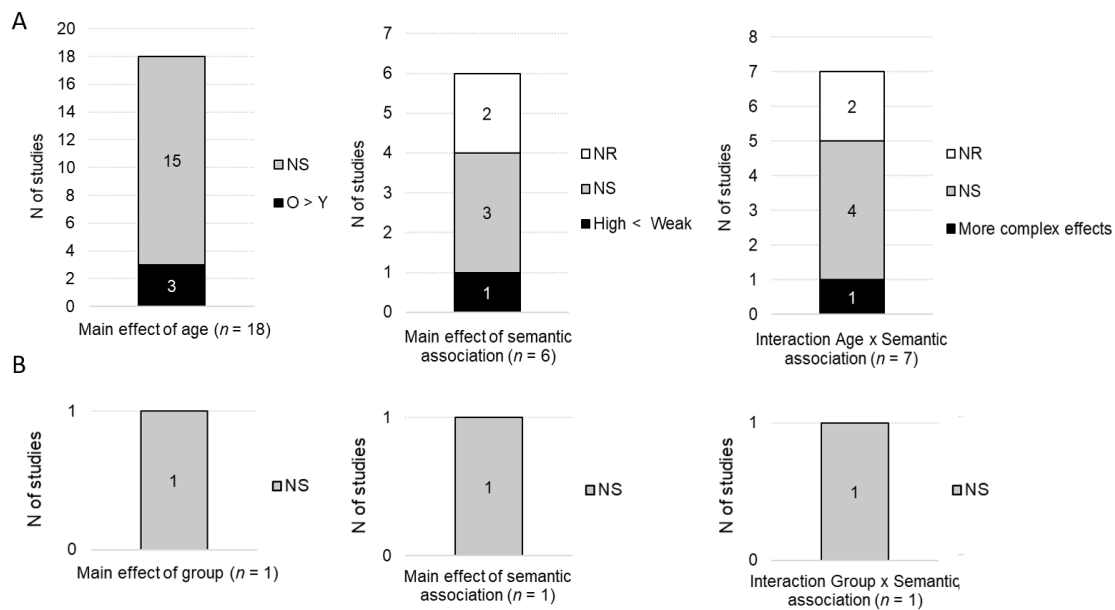 A
N of studies
20
18
16
14
12
10
8
6
4
2
0
15
3
NS
O > Y
Main effect of age (n = 18)
N of studies
7
6
5
4
3
2
1
0
2
3
1
NR
NS
High < Weak
Main effect of semantic
association (n = 6)
N of studies
8
7
6
5
4
3
2
1
0
2
4
1
NR
NS
More complex effects
Interaction Age x Semantic
association (n = 7)
B
N of studies
1
0
1
NS
Main effect of group (n = 1)
N of studies
1
0
1
NS
Main effect of semantic
association (n = 1)
N of studies
1
0
1
NS
Interaction Group x Semantic
association (n = 1)